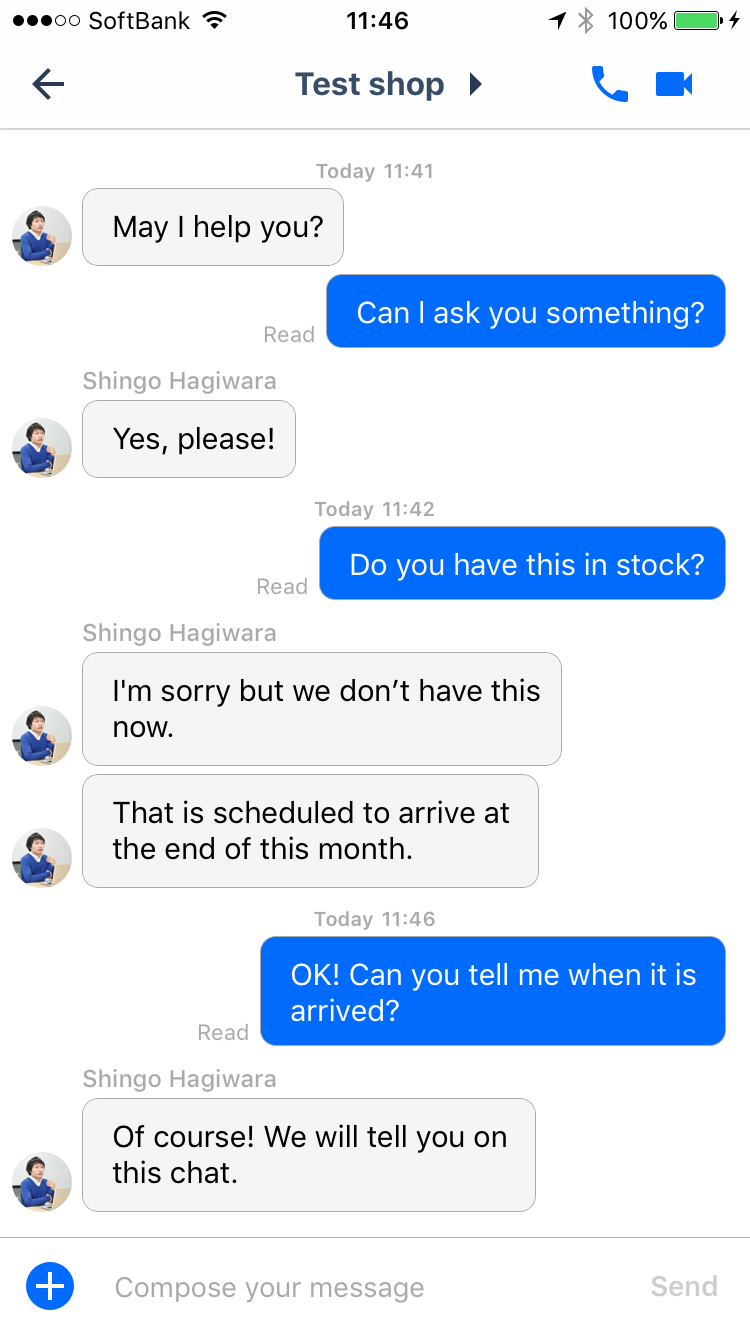 SoftBank 11:46 100%
Test shop
Today 11:41
May I help you?
Can I ask you something?
Read
Shingo Hagiwara
Yes, please!
Today 11:42
Do you have this in stock?
Read
Shingo Hagiwara
I'm sorry but we don’t have this
now.
That is scheduled to arrive at
the end of this month.
Today 11:46
OK! Can you tell me when it is
arrived?
Read
Shingo Hagiwara
Of course! We will tell you on
this chat.
Compose your message Send